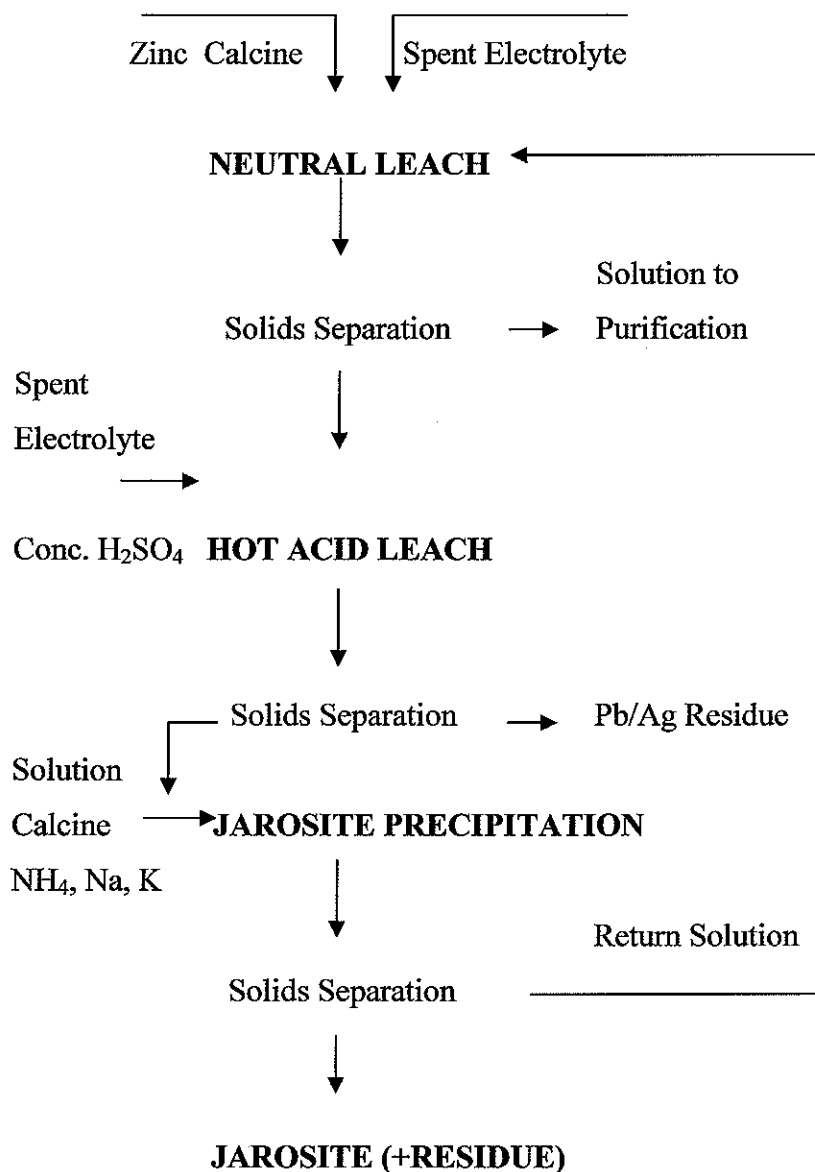 Zinc Calcine
Spent Electrolyte
NEUTRAL LEACH
Solution to
Solids Separation
Purification
Spent
Electrolyte
Conc. H₂SO₄
HOT ACID LEACH
Solids Separation
Pb/Ag Residue
Solution
Calcine
JAROSITE PRECIPITATION
NH₄, Na, K
Return Solution
Solids Separation
JAROSITE (+RESIDUE)